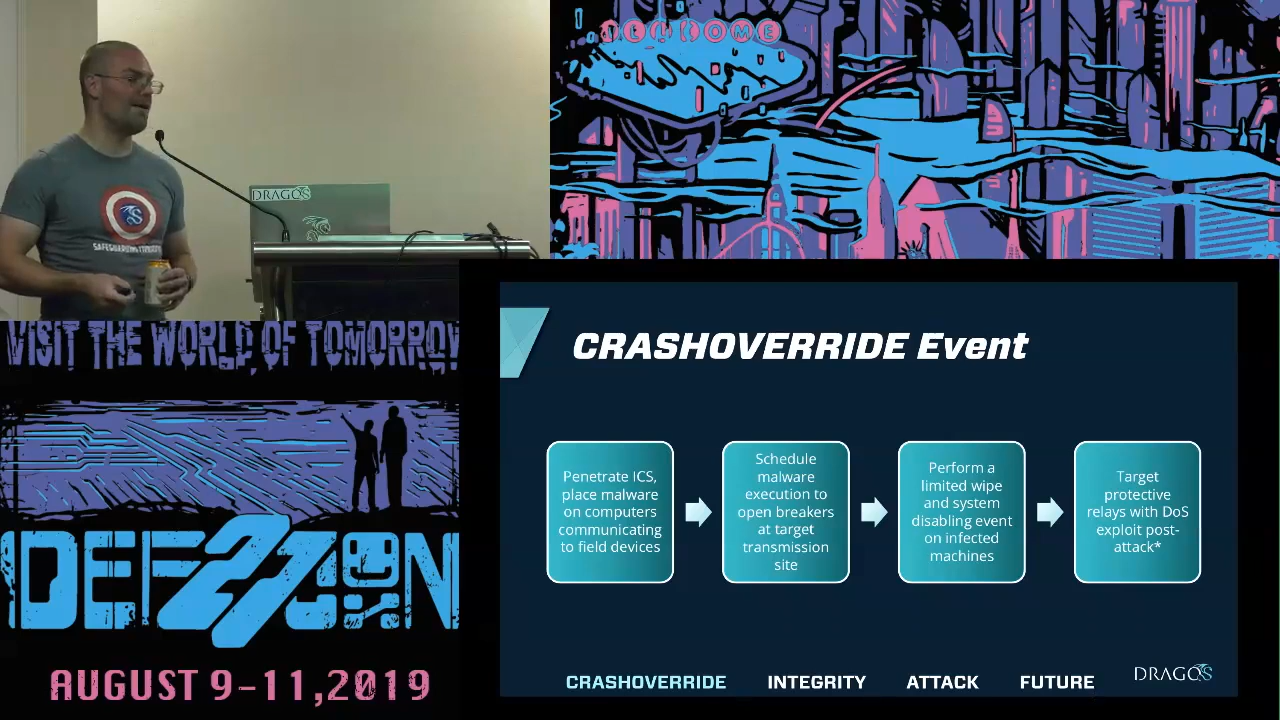 WELCOME
DRAGOS
SAFEGUARDING
VISIT THE WORLD OF TOMORROW
DEF CON
27
AUGUST 9-11,2019
CRASHOVERRIDE Event
Penetrate ICS,
place malware
on computers
communicating
to field devices
Schedule
malware
execution to
open breakers
at target
transmission
site
Perform a
limited wipe
and system
disabling event
on infected
machines
Target
protective
relays with DoS
exploit post-
attack*
CRASHOVERRIDE INTEGRITY ATTACK FUTURE
DRAGOS